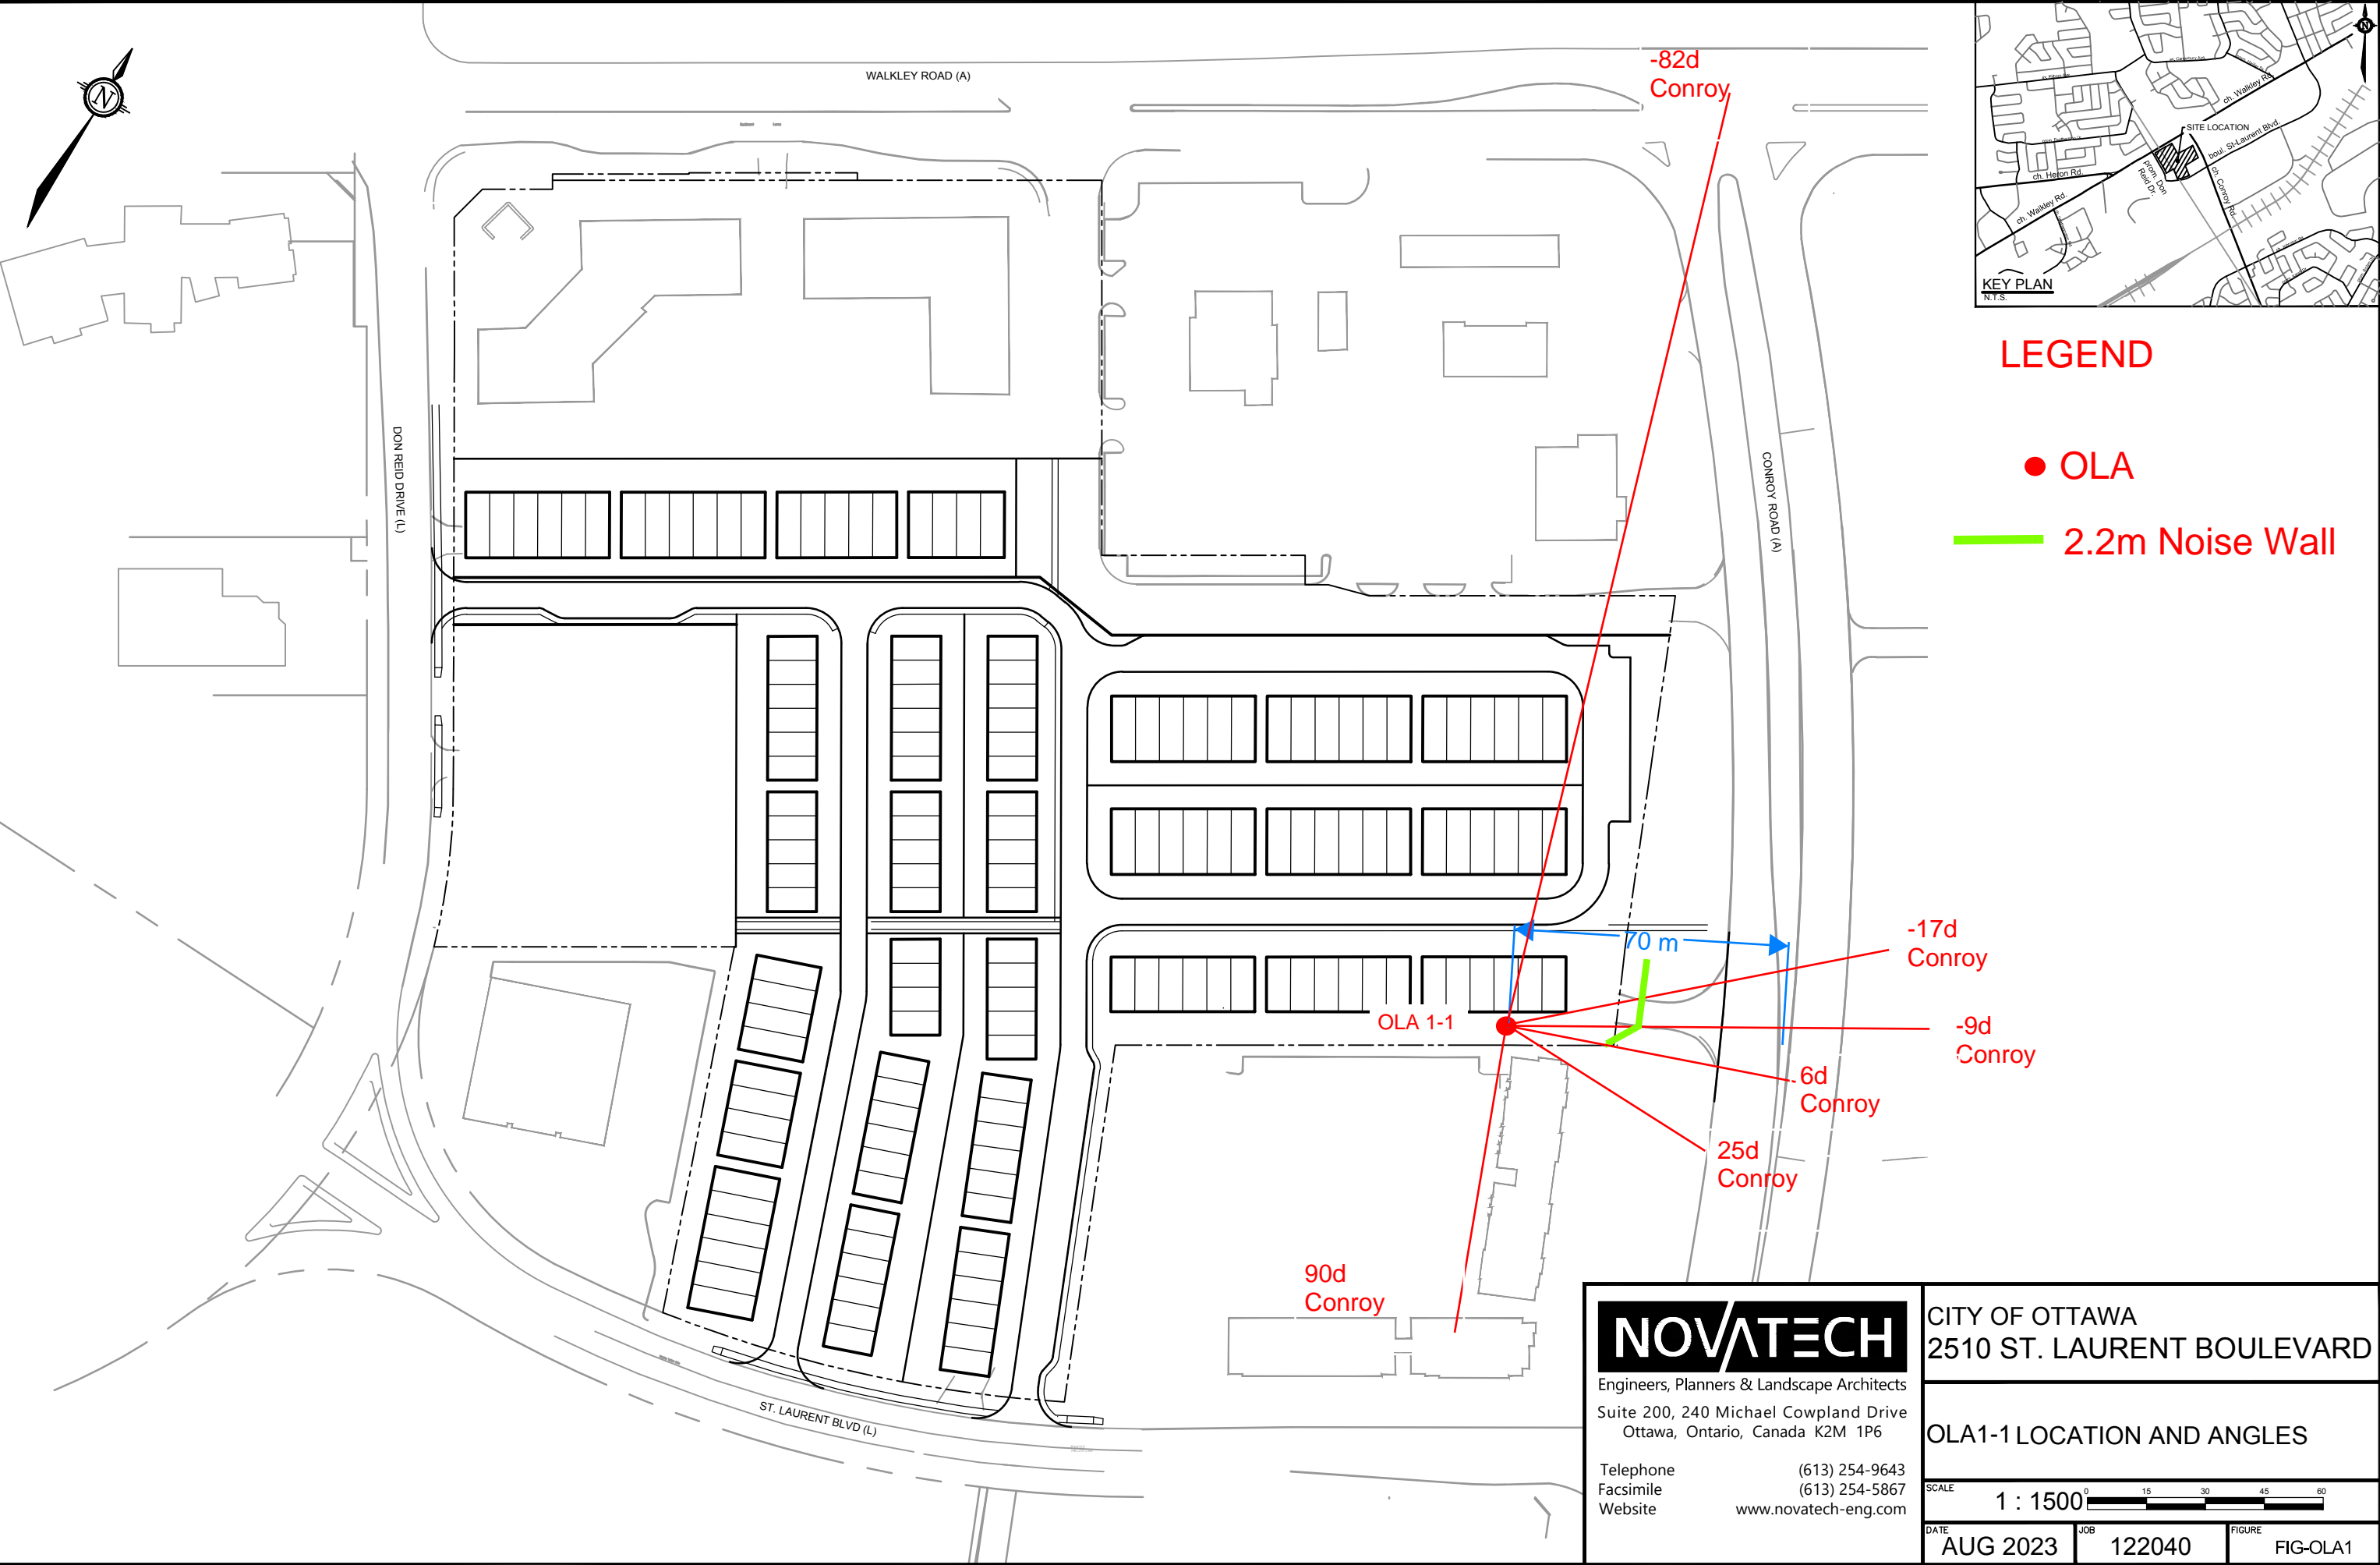 WALKLEY ROAD (A)
-82d
Conroy
N
N
ch. Walkley Rd.
SITE LOCATION
boul. St-Laurent Blvd.
ch. Heron Rd.
prom. Don
Reid Dr.
ch. Conroy Rd.
ch. Walkley Rd.
KEY PLAN
N.T.S.
LEGEND
OLA
2.2m Noise Wall
DON REID DRIVE (L)
CONROY ROAD (A)
70 m
-17d
Conroy
OLA 1-1
-9d
Conroy
6d
Conroy
25d
Conroy
90d
Conroy
ST. LAURENT BLVD (L)
NOVATECH
Engineers, Planners & Landscape Architects
Suite 200, 240 Michael Cowpland Drive
Ottawa, Ontario, Canada K2M 1P6
Telephone (613) 254-9643
Facsimile (613) 254-5867
Website www.novatech-eng.com
CITY OF OTTAWA
2510 ST. LAURENT BOULEVARD
OLA1-1 LOCATION AND ANGLES
SCALE
1 : 1500
0 15 30 45 60
DATE
AUG 2023
JOB
122040
FIGURE
FIG-OLA1